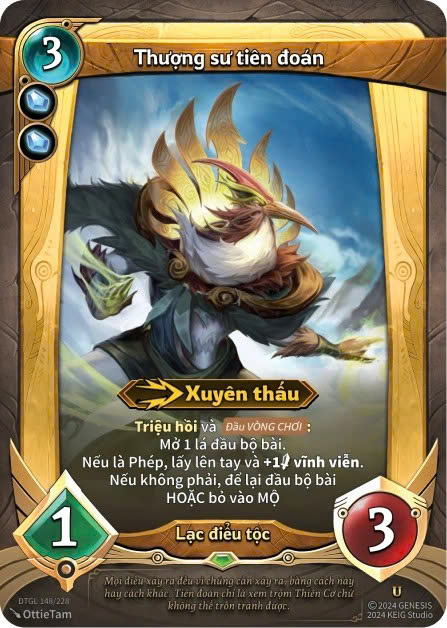 3
Thượng sư tiên đoán
Xuyên thấu
Triệu hồi và Đầu VÒNG CHƠI :
Mở 1 lá đầu bộ bài.
Nếu là Phép, lấy lên tay và +1 vĩnh viễn.
Nếu không phải, để lại đầu bộ bài
HOẶC bỏ vào MỘ
1
Lạc điểu tộc
3
Mọi điều xảy ra đều vì chúng cần xảy ra, bằng cách này
hay cách khác. Tiên đoán chỉ là xem trộm Thiên Cơ chứ
không thể trốn tránh được.
DTGL 148/228
OttieTam
U
© 2024 GENESIS
2024 KEIG Studio